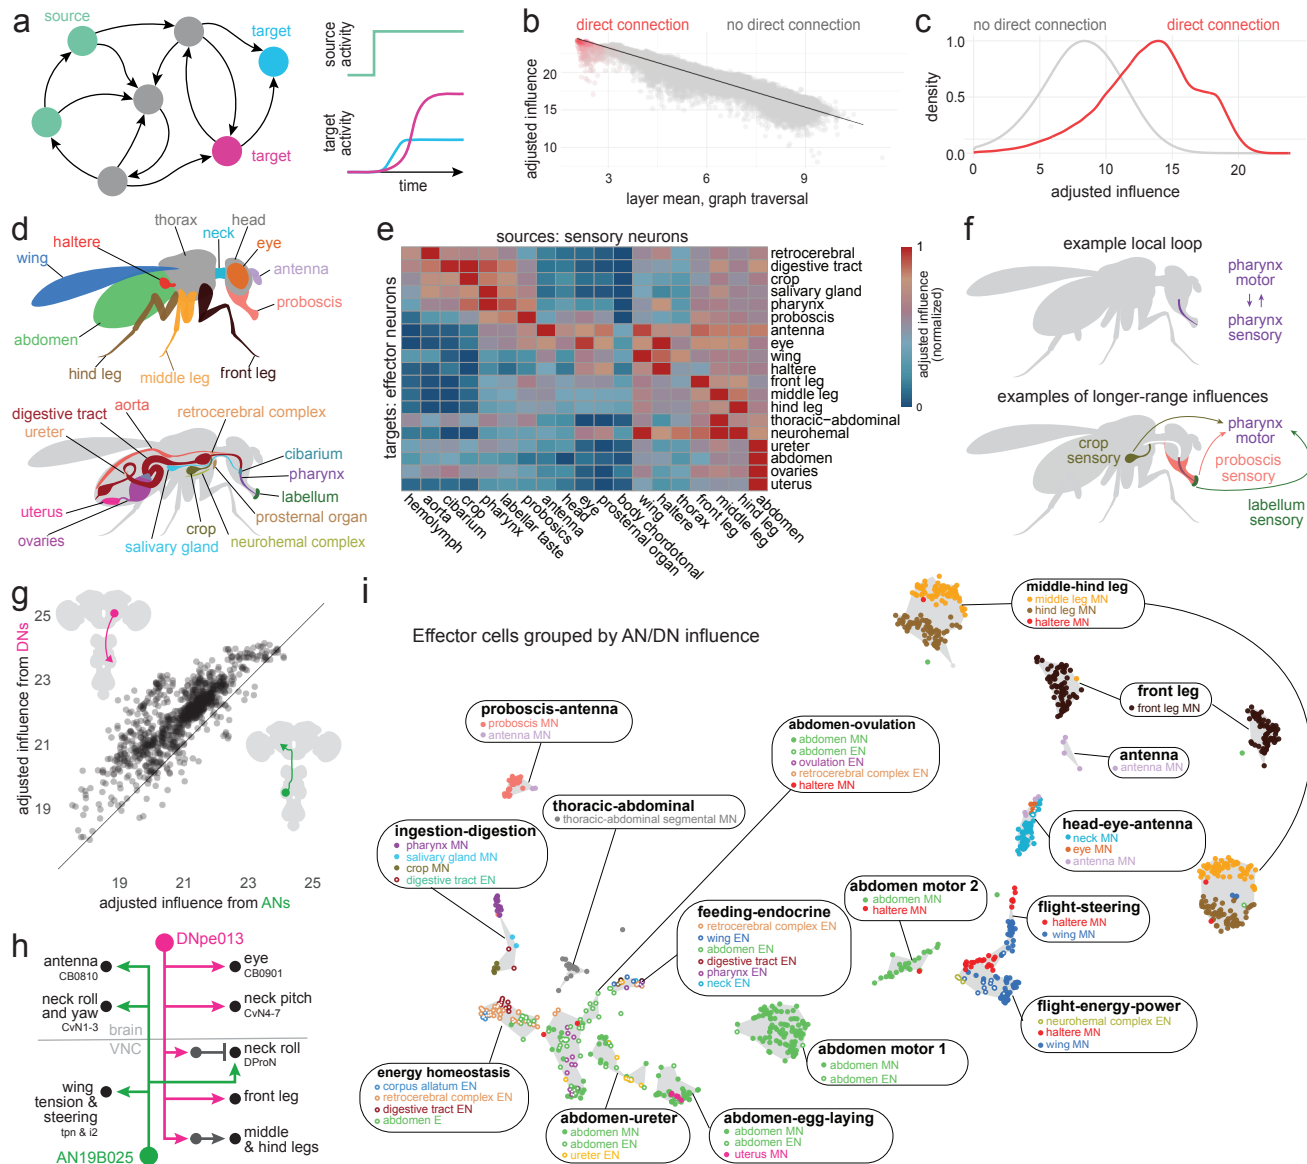 a
source
target
target
source
activity
target
activity
time
b
direct connection
no direct connection
adjusted influence
20
15
10
3
6
9
layer mean, graph traversal
c
no direct connection
direct connection
density
1.0
0.5
0.0
0
5
10
15
20
adjusted influence
d
thorax
head
neck
haltere
eye
wing
antenna
proboscis
abdomen
hind leg
middle leg
front leg
aorta
retrocerebral complex
digestive tract
ureter
cibarium
pharynx
labellum
uterus
crop
prosternal organ
ovaries
salivary gland
neurohemal complex
e
sources: sensory neurons
targets: effector neurons
retrocerebral
digestive tract
crop
salivary gland
pharynx
proboscis
antenna
eye
wing
haltere
front leg
middle leg
hind leg
thoracic-abdominal
neurohemal
ureter
abdomen
ovaries
uterus
hemolymph
aorta
cibarium
crop
pharynx
labellar taste
probosics
antenna
head
eye
prosternal organ
body chordotonal
wing
haltere
thorax
front leg
middle leg
hind leg
abdomen
1
0
adjusted influence
(normalized)
f
example local loop
pharynx
motor
pharynx
sensory
examples of longer-range influences
crop
sensory
pharynx
motor
proboscis
sensory
labellum
sensory
g
adjusted influence from DNs
25
23
21
19
19
21
23
25
adjusted influence from ANs
h
DNpe013
antenna
CB0810
eye
CB0901
neck roll
and yaw
CvN1-3
neck pitch
CvN4-7
brain
VNC
neck roll
DProN
wing
tension &
steering
tpn & i2
front leg
middle
& hind legs
AN19B025
i
Effector cells grouped by AN/DN influence
middle-hind leg
middle leg MN
hind leg MN
haltere MN
front leg
front leg MN
antenna
antenna MN
proboscis-antenna
proboscis MN
antenna MN
abdomen-ovulation
abdomen MN
abdomen EN
ovulation EN
retrocerebral complex EN
haltere MN
thoracic-abdominal
thoracic-abdominal segmental MN
ingestion-digestion
pharynx MN
salivary gland MN
crop MN
digestive tract EN
head-eye-antenna
neck MN
eye MN
antenna MN
abdomen motor 2
abdomen MN
haltere MN
flight-steering
haltere MN
wing MN
feeding-endocrine
retrocerebral complex EN
wing EN
abdomen EN
digestive tract EN
pharynx EN
neck EN
flight-energy-power
neurohemal complex EN
haltere MN
wing MN
abdomen motor 1
abdomen MN
abdomen EN
energy homeostasis
corpus allatum EN
retrocerebral complex EN
digestive tract EN
abdomen E
abdomen-ureter
abdomen MN
abdomen EN
ureter EN
abdomen-egg-laying
abdomen MN
abdomen EN
uterus MN